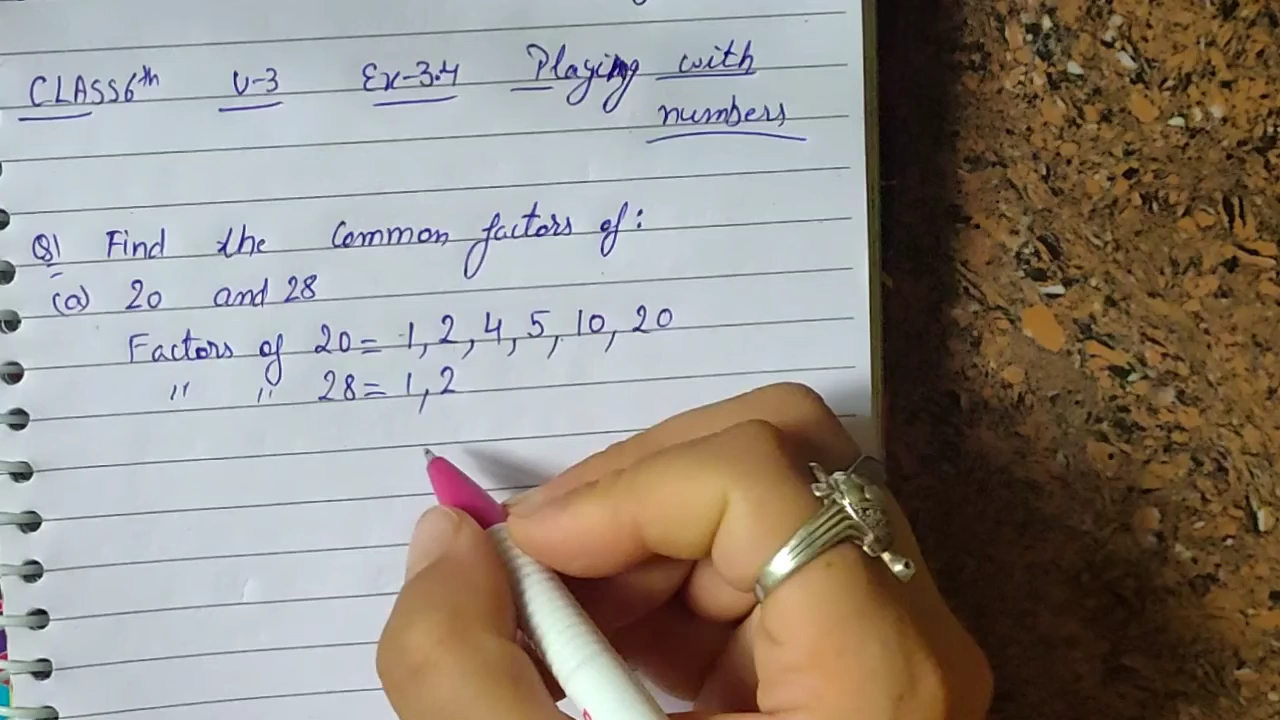 CLASS 6th U-3 Ex-3.4 Playing with
numbers
Q1 Find the Common factors of:
(a) 20 and 28
Factors of 20 = 1, 2, 4, 5, 10, 20
" " 28 = 1, 2